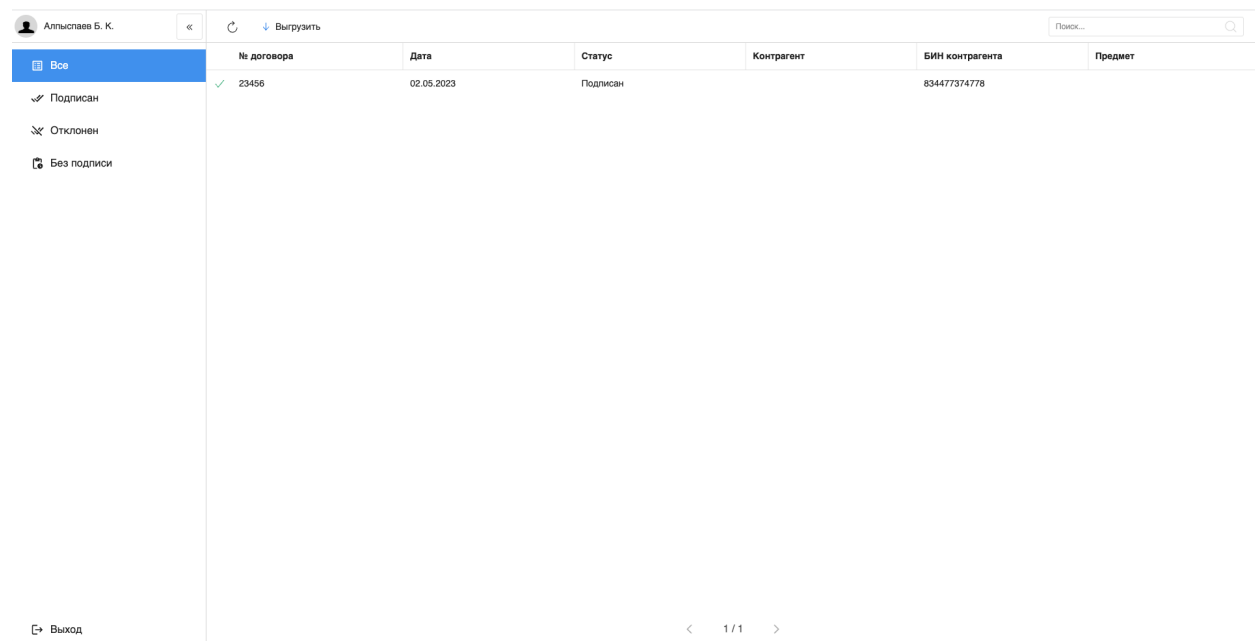 Алпыспаев Б. К.
«
Выгрузить
Поиск...
Все
Подписан
Отклонен
Без подписи
№ договора Дата Статус Контрагент БИН контрагента Предмет
23456 02.05.2023 Подписан 834477374778
Выход
< 1 / 1 >